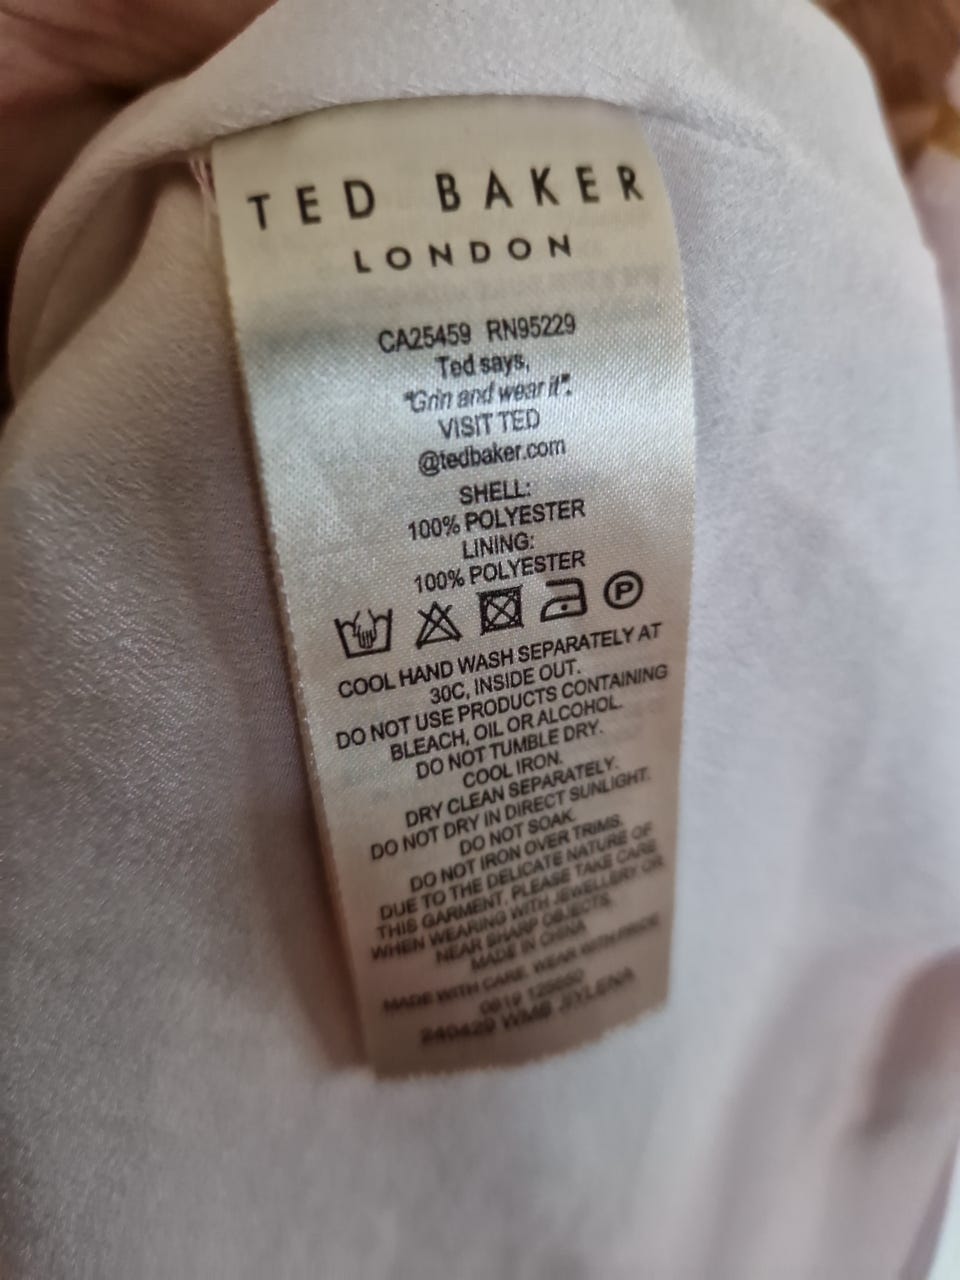 TED BAKER
LONDON
CA25459 RN95229
Ted says,
"Grin and wear it".
VISIT TED
@tedbaker.com
SHELL:
100% POLYESTER
LINING:
100% POLYESTER
P
COOL HAND WASH SEPARATELY AT
30C, INSIDE OUT.
DO NOT USE PRODUCTS CONTAINING
BLEACH, OIL OR ALCOHOL.
DO NOT TUMBLE DRY.
COOL IRON.
DRY CLEAN SEPARATELY.
DO NOT DRY IN DIRECT SUNLIGHT.
DO NOT SOAK.
DO NOT IRON OVER TRIMS.
DUE TO THE DELICATE NATURE OF
THIS GARMENT, PLEASE TAKE CARE
WHEN WEARING WITH JEWELLERY OR
NEAR SHARP OBJECTS.
MADE IN CHINA
MADE WITH CARE. WEAR WITH PRIDE.
0819
WMB